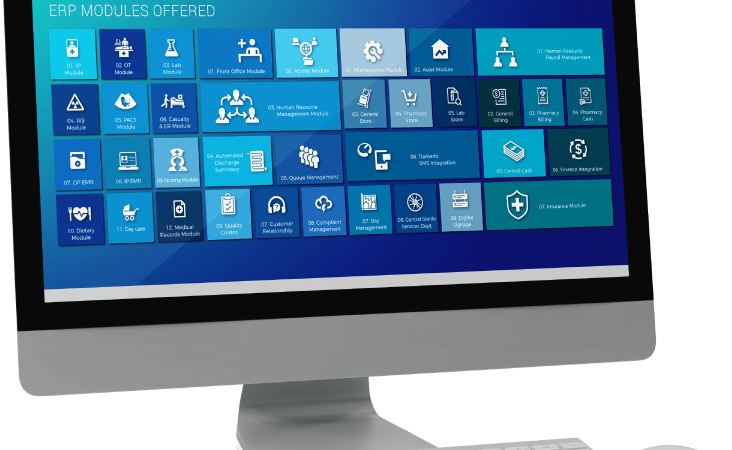 ERP MODULES OFFERED
01. IP
Module
02. OT
Module
03. Lab
Module
01. Front Office Module
02. Admin Module
01. Maintenance Module
02. Asset Module
01. Human Resource
Payroll Management
04. RIS
Module
05. PACS
Module
06. Casualty
& ER Module
03. Human Resource
Management Module
03. General
Store
04. Pharmacy
Store
05. Lab
Store
02. General
Billing
03. Pharmacy
Billing
04. Pharmacy
Cash
07. OP EMR
08. IP EMR
09. Nursing Module
04. Automated
Discharge
Summary
05. Queue Management
06.
SMS Integration
05. Central Cash
06. Finance Integration
10. Dietary
Module
11. Day care
12. Medical
Records Module
06. Quality
Control
07. Customer
Relationship
08. Complaint
Management
07. Bay
Management
08. Central Sterile
Services Dept.
09. Digital
Signage
07. Insurance Module